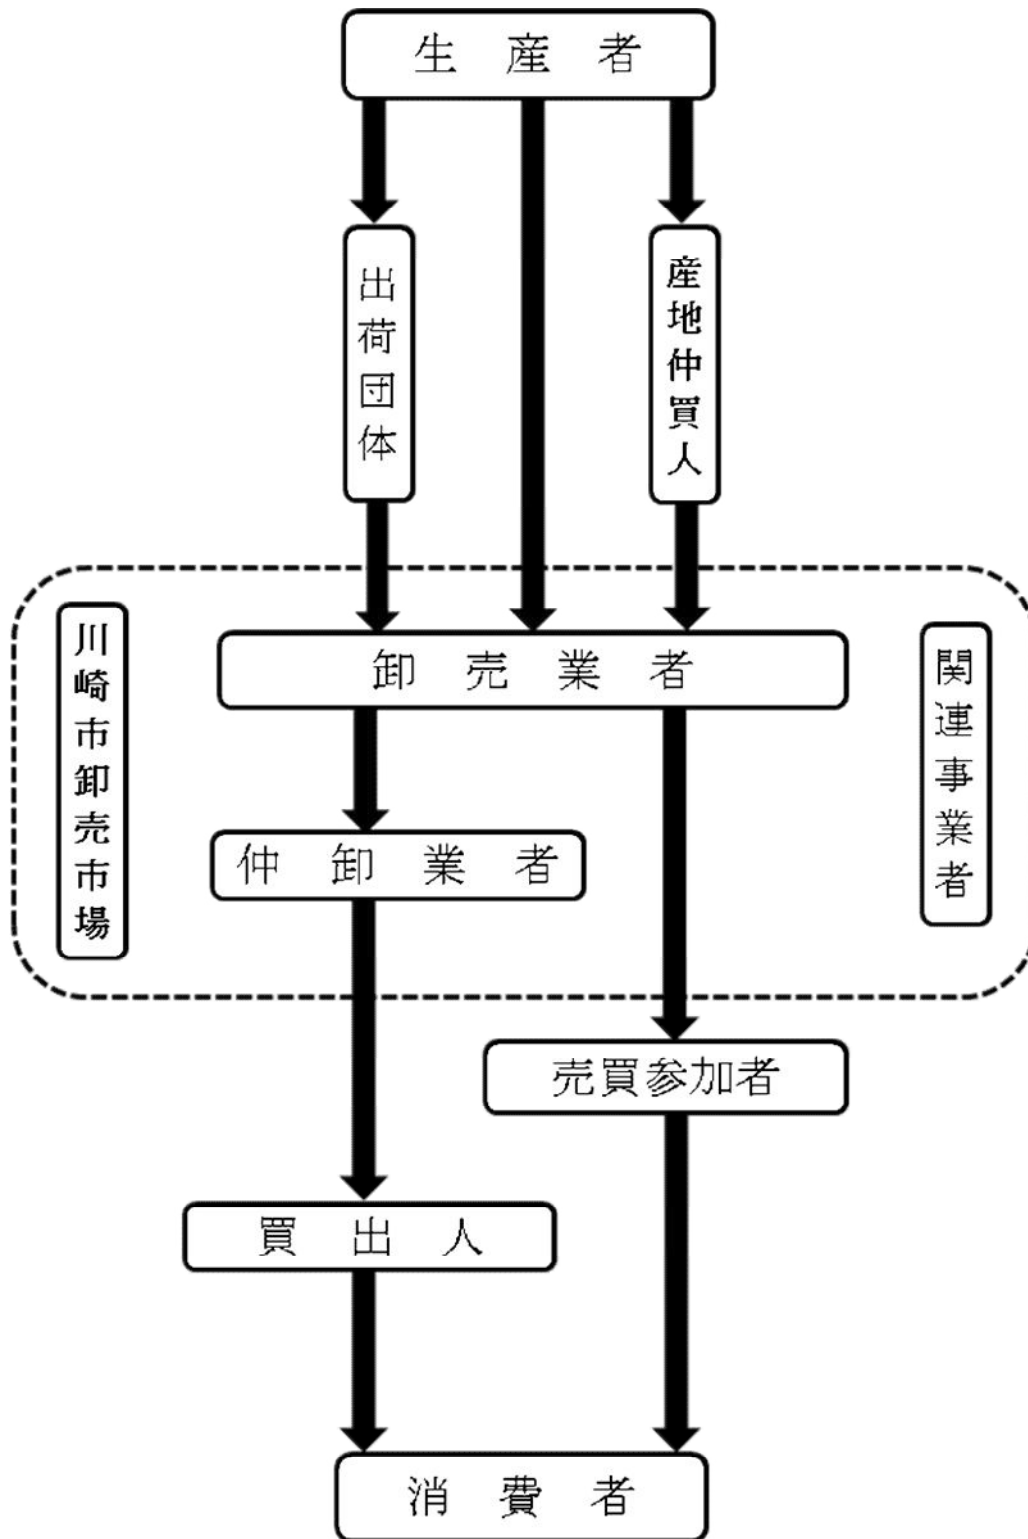 生産者
出荷団体
産地仲買人
川崎市卸売市場
卸売業者
関連事業者
仲卸業者
売買参加者
買出人
消費者